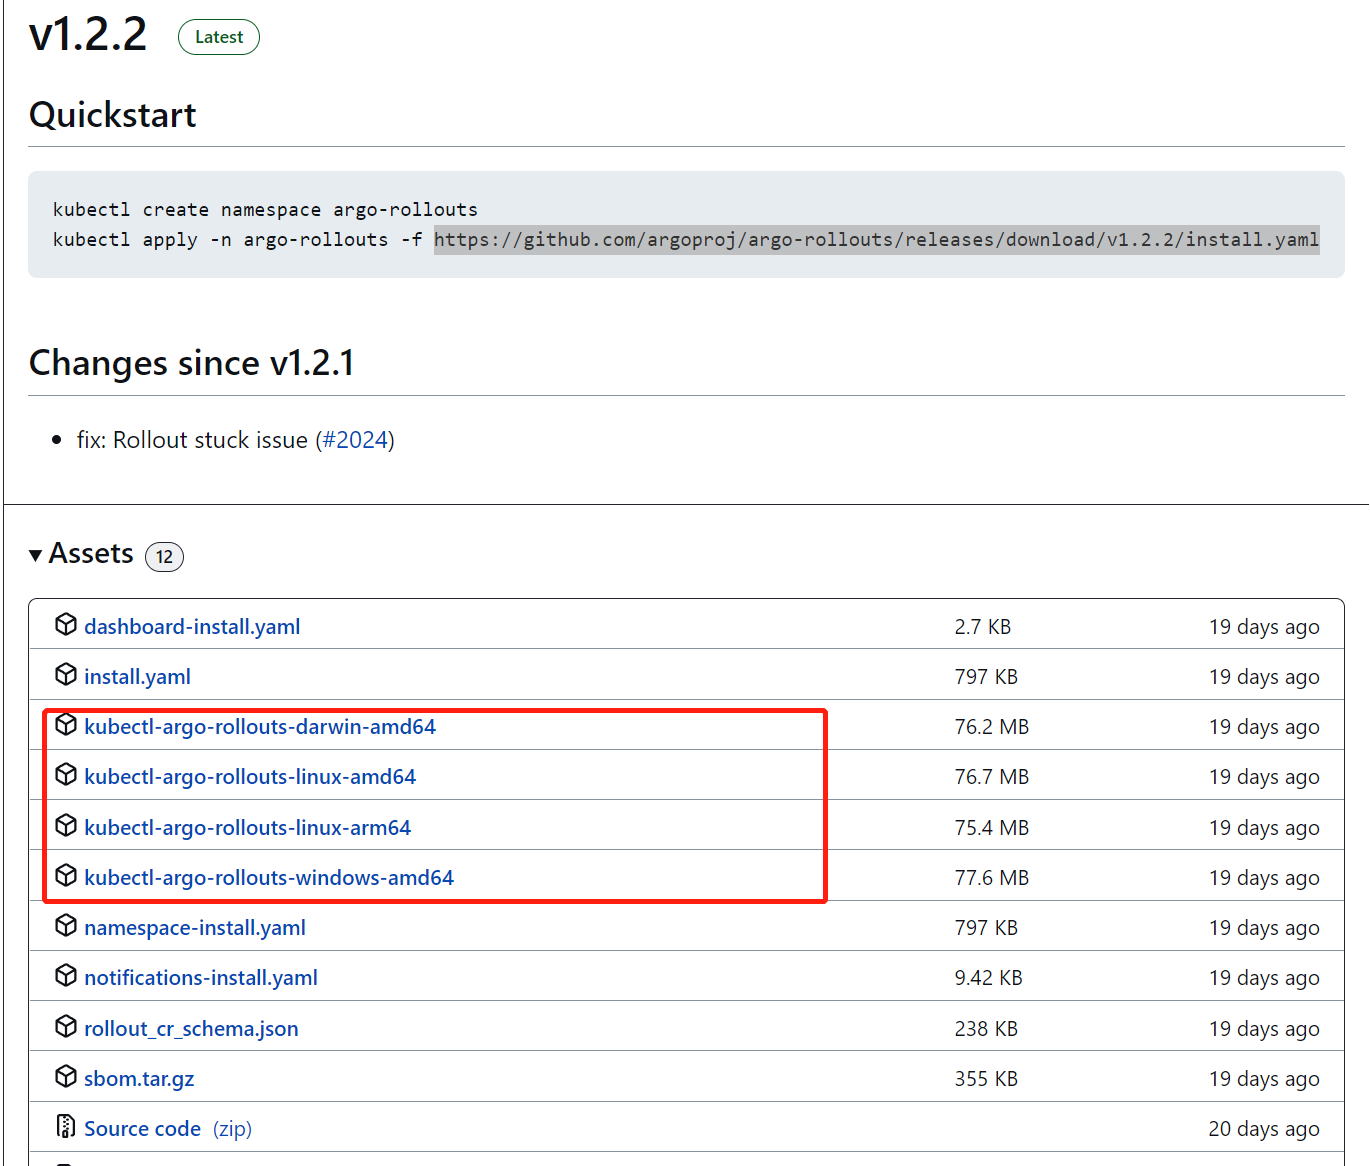 v1.2.2 Latest
Quickstart
kubectl create namespace argo-rollouts
kubectl apply -n argo-rollouts -f https://github.com/argoproj/argo-rollouts/releases/download/v1.2.2/install.yaml
Changes since v1.2.1
• fix: Rollout stuck issue (#2024)
Assets 12
dashboard-install.yaml 2.7 KB 19 days ago
install.yaml 797 KB 19 days ago
kubectl-argo-rollouts-darwin-amd64 76.2 MB 19 days ago
kubectl-argo-rollouts-linux-amd64 76.7 MB 19 days ago
kubectl-argo-rollouts-linux-arm64 75.4 MB 19 days ago
kubectl-argo-rollouts-windows-amd64 77.6 MB 19 days ago
namespace-install.yaml 797 KB 19 days ago
notifications-install.yaml 9.42 KB 19 days ago
rollout_cr_schema.json 238 KB 19 days ago
sbom.tar.gz 355 KB 19 days ago
Source code (zip) 20 days ago